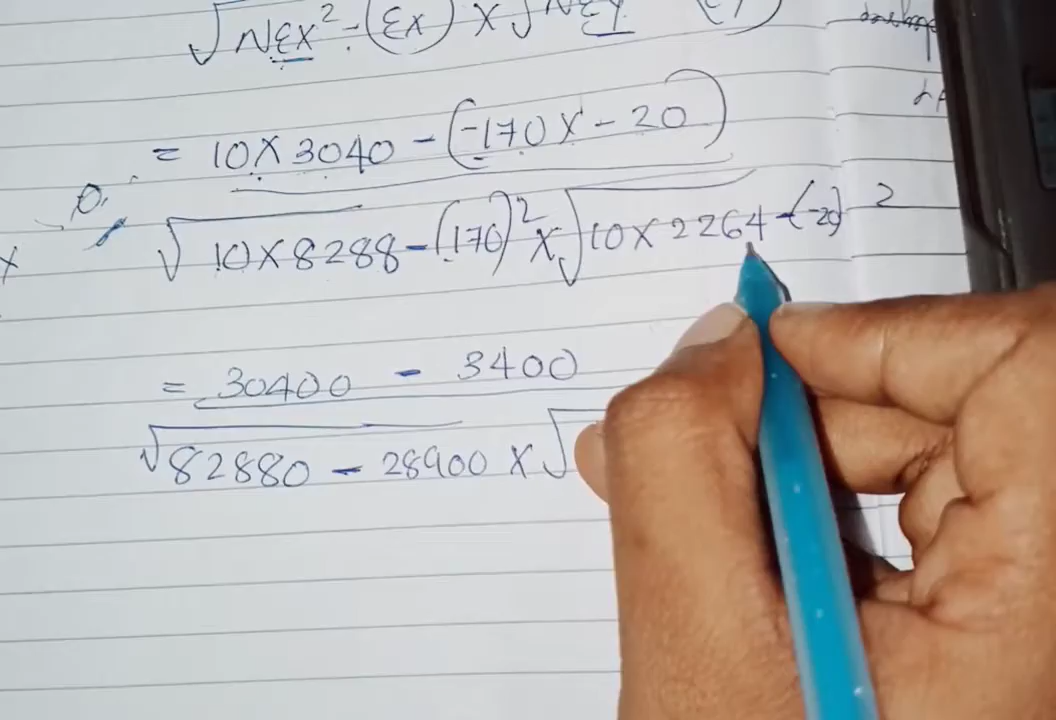 √NΣX² - (ΣX) X √NΣY
= 10 X 3040 - (-170 X - 20)
√10 X 8288 - (170)² X √10 X 2264 - (-20)²
= 30400 - 3400
√82880 - 28900 X √